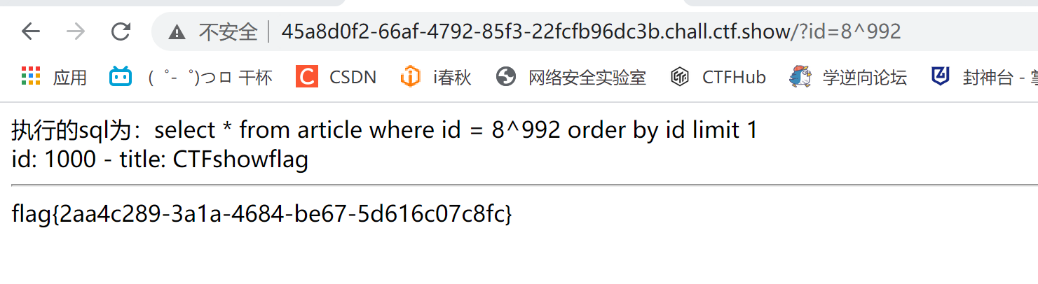 不安全 | 45a8d0f2-66af-4792-85f3-22fcfb96dc3b.chall.ctf.show/?id=8^992
应用 ( ゜- ゜)つロ 干杯 CSDN i春秋 网络安全实验室 CTFHub 学逆向论坛 封神台 -
执行的sql为：select * from article where id = 8^992 order by id limit 1
id: 1000 - title: CTFshowflag
flag{2aa4c289-3a1a-4684-be67-5d616c07c8fc}